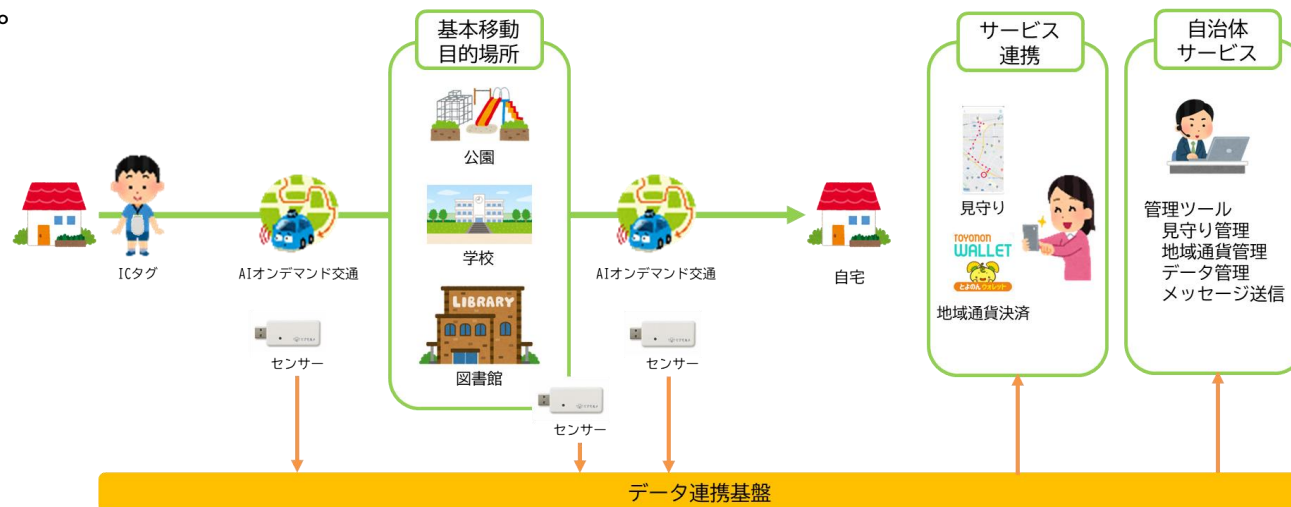 。
基本移動
目的場所
公園
学校
LIBRARY
図書館
ICタグ
AIオンデマンド交通
センサー
センサー
AIオンデマンド交通
センサー
自宅
サービス
連携
見守り
TOYONON
WALLET
とよのんウォレット
地域通貨決済
自治体
サービス
管理ツール
見守り管理
地域通貨管理
データ管理
メッセージ送信
データ連携基盤